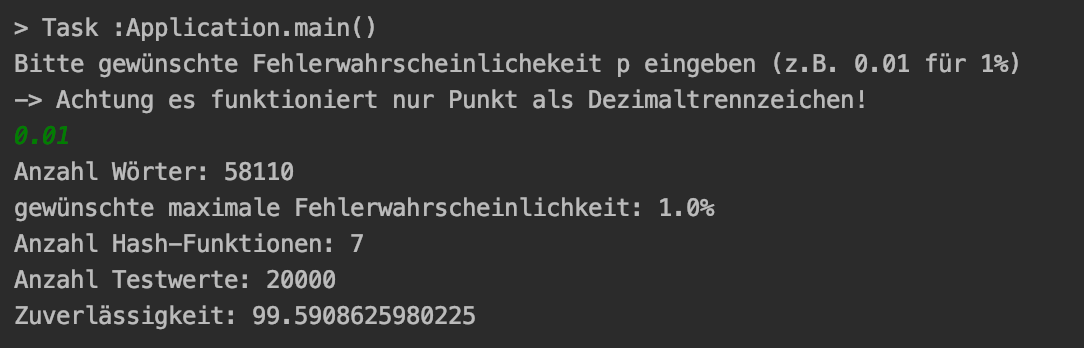 > Task :Application.main()
Bitte gewünschte Fehlerwahrscheinlichekeit p eingeben (z.B. 0.01 für 1%)
-> Achtung es funktioniert nur Punkt als Dezimaltrennzeichen!
0.01
Anzahl Wörter: 58110
gewünschte maximale Fehlerwahrscheinlichkeit: 1.0%
Anzahl Hash-Funktionen: 7
Anzahl Testwerte: 20000
Zuverlässigkeit: 99.5908625980225